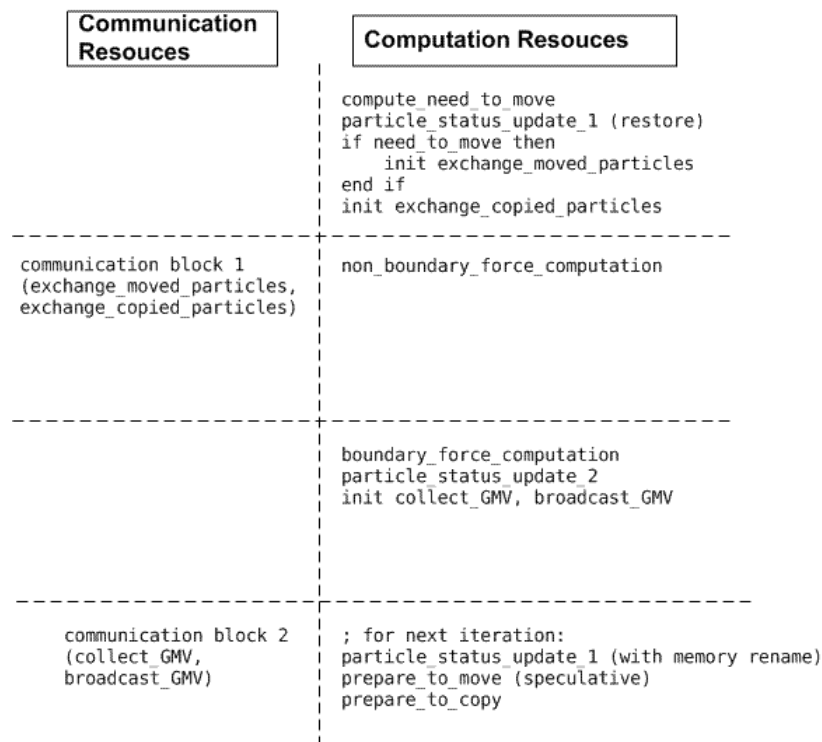 Communication
Resouces
Computation Resouces
compute_need_to_move
particle_status_update_1 (restore)
if need_to_move then
    init exchange_moved_particles
end if
init exchange_copied_particles
communication block 1
(exchange_moved_particles,
exchange_copied_particles)
non_boundary_force_computation
boundary_force_computation
particle_status_update_2
init collect_GMV, broadcast_GMV
communication block 2
(collect_GMV,
broadcast_GMV)
; for next iteration:
particle_status_update_1 (with memory rename)
prepare_to_move (speculative)
prepare_to_copy